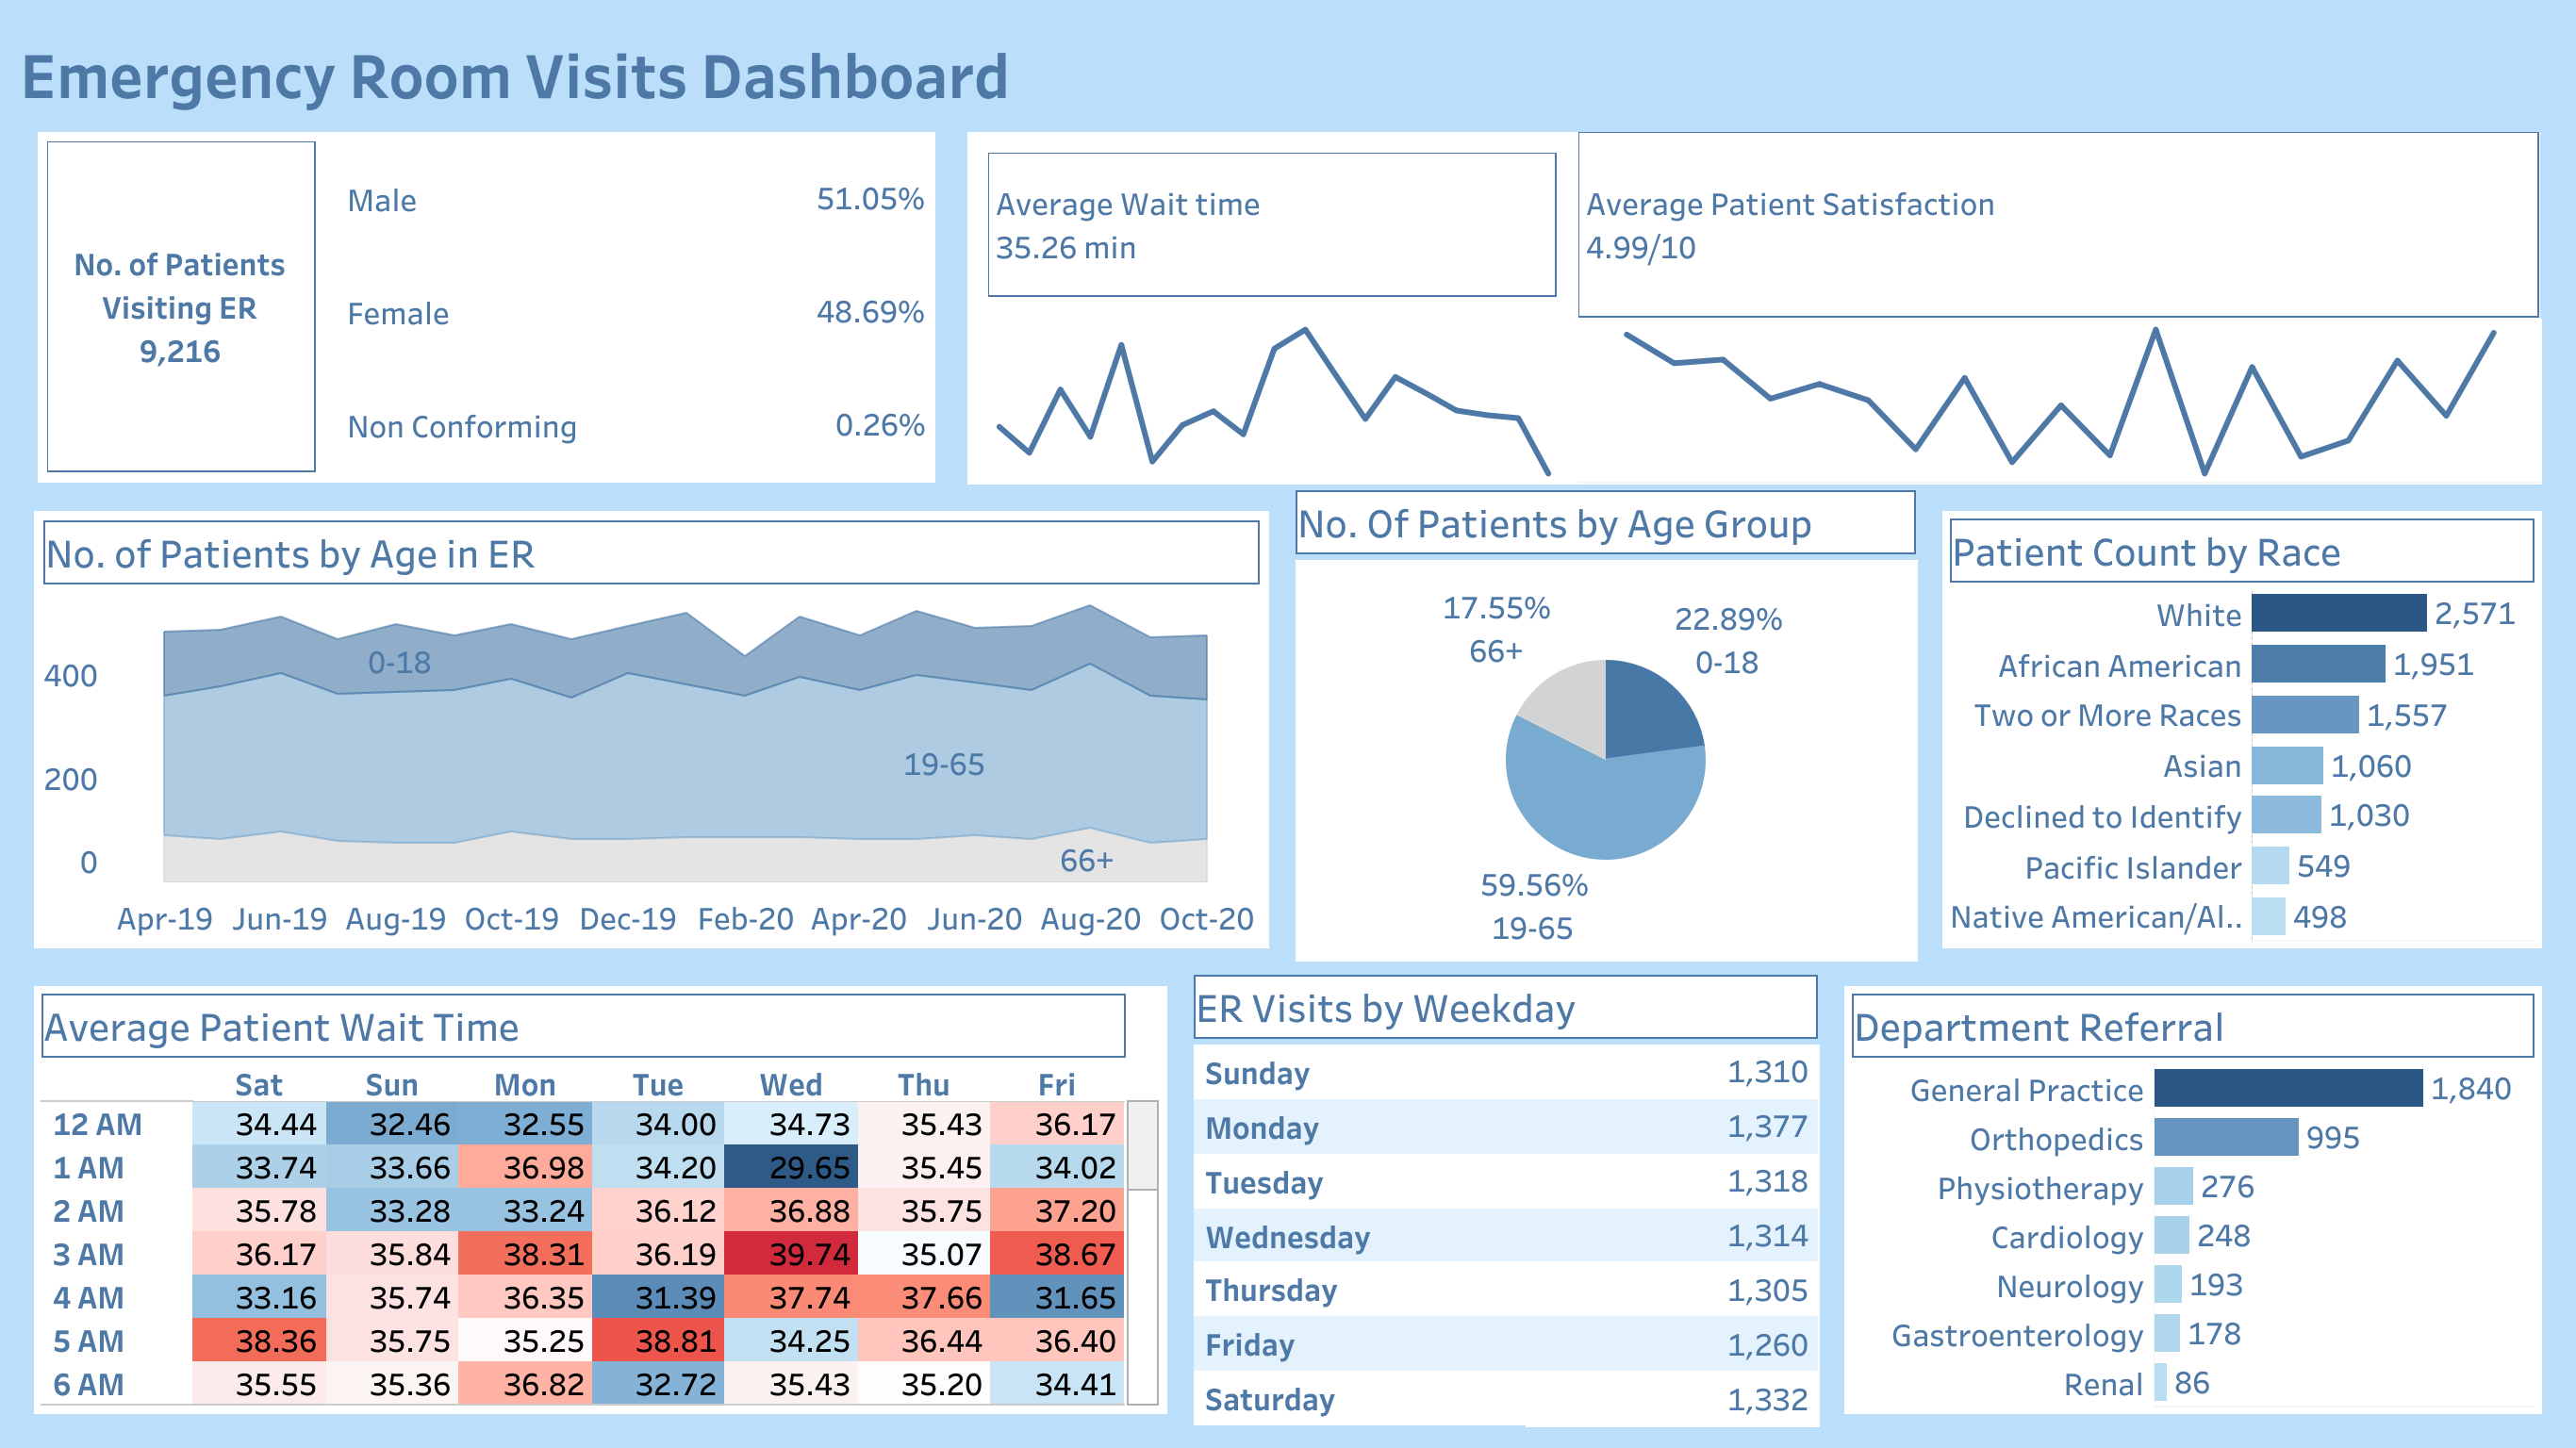 Emergency Room Visits Dashboard
No. of Patients
Visiting ER
9,216
Male 51.05%
Female 48.69%
Non Conforming 0.26%
Average Wait time
35.26 min
Average Patient Satisfaction
4.99/10
No. of Patients by Age in ER
400
200
0
0-18
19-65
66+
Apr-19 Jun-19 Aug-19 Oct-19 Dec-19 Feb-20 Apr-20 Jun-20 Aug-20 Oct-20
No. Of Patients by Age Group
17.55%
66+
22.89%
0-18
59.56%
19-65
Patient Count by Race
White 2,571
African American 1,951
Two or More Races 1,557
Asian 1,060
Declined to Identify 1,030
Pacific Islander 549
Native American/Al.. 498
Average Patient Wait Time
Sat Sun Mon Tue Wed Thu Fri
12 AM 34.44 32.46 32.55 34.00 34.73 35.43 36.17
1 AM 33.74 33.66 36.98 34.20 29.65 35.45 34.02
2 AM 35.78 33.28 33.24 36.12 36.88 35.75 37.20
3 AM 36.17 35.84 38.31 36.19 39.74 35.07 38.67
4 AM 33.16 35.74 36.35 31.39 37.74 37.66 31.65
5 AM 38.36 35.75 35.25 38.81 34.25 36.44 36.40
6 AM 35.55 35.36 36.82 32.72 35.43 35.20 34.41
ER Visits by Weekday
Sunday 1,310
Monday 1,377
Tuesday 1,318
Wednesday 1,314
Thursday 1,305
Friday 1,260
Saturday 1,332
Department Referral
General Practice 1,840
Orthopedics 995
Physiotherapy 276
Cardiology 248
Neurology 193
Gastroenterology 178
Renal 86